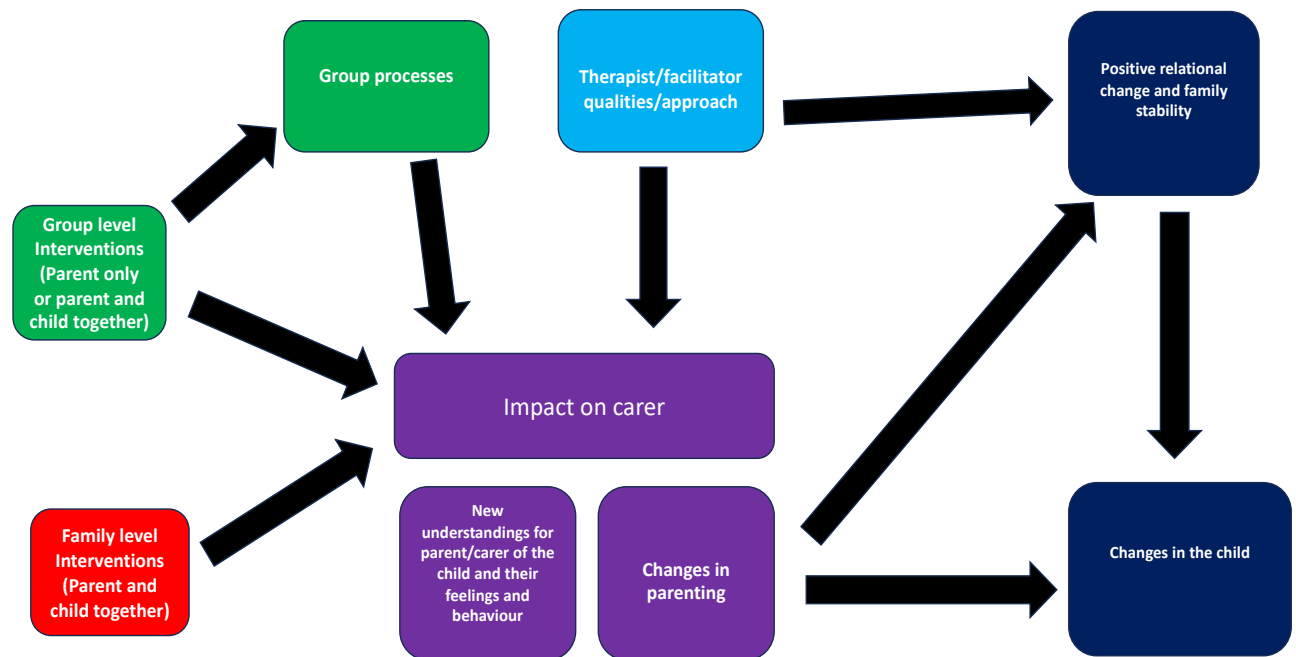 Group processes
Therapist/facilitator
qualities/approach
Positive relational
change and family
stability
Group level
Interventions
(Parent only
or parent and
child together)
Impact on carer
Family level
Interventions
(Parent and
child together)
New
understandings for
parent/carer of the
child and their
feelings and
behaviour
Changes in
parenting
Changes in the child